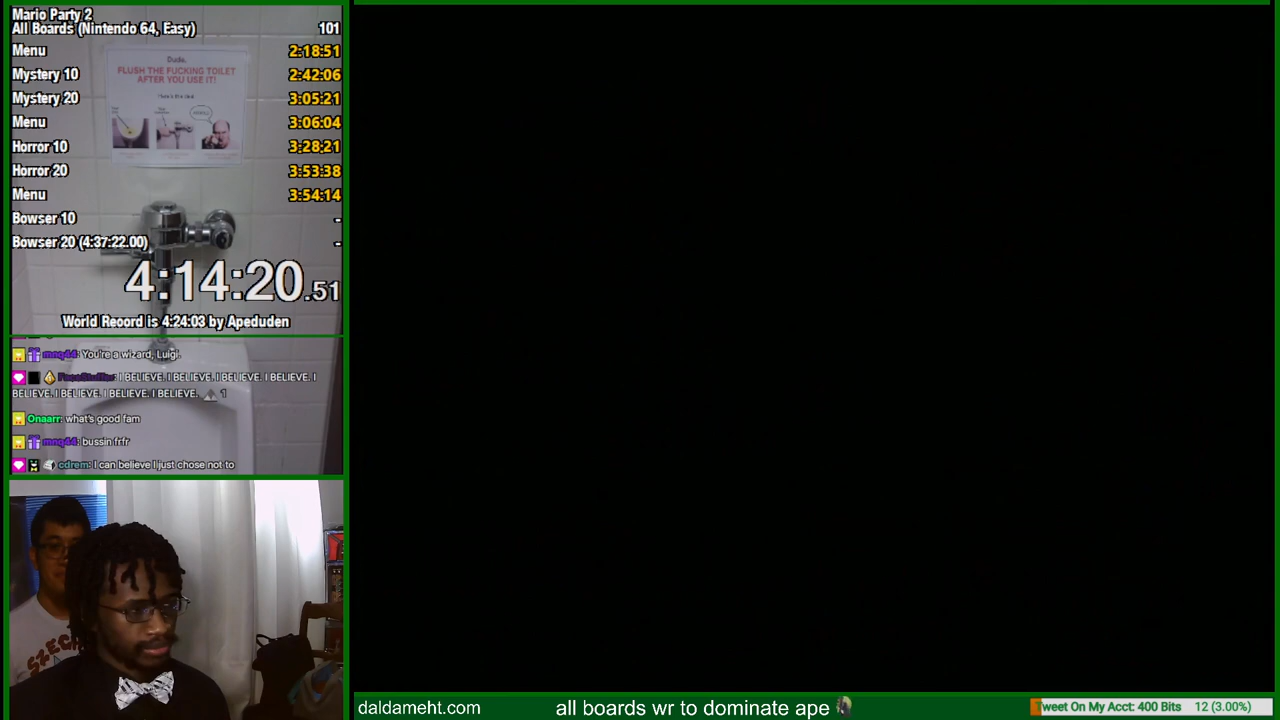 Mario Party 2
All Boards (Nintendo 64, Easy) 101
Menu 2:18:51
Mystery 10 2:42:06
Mystery 20 3:05:21
Menu 3:06:04
Horror 10 3:28:21
Horror 20 3:53:38
Menu 3:54:14
Bowser 10 -
Bowser 20 (4:37:22.00) -
4:14:20.51
World Record is 4:24:03 by Apeduden
Dude,
FLUSH THE FUCKING TOILET
AFTER YOU USE IT!
mnq44: You're a wizard, Luigi.
FaceStuffer: I BELIEVE. I BELIEVE. I BELIEVE. I BELIEVE. I
BELIEVE. I BELIEVE. I BELIEVE. I BELIEVE. 1
Onaarr: what's good fam
mnq44: bussin frfr
cdrem: I can believe I just chose not to
daldameht.com
all boards wr to dominate ape
Tweet On My Acct: 400 Bits 12 (3.00%)